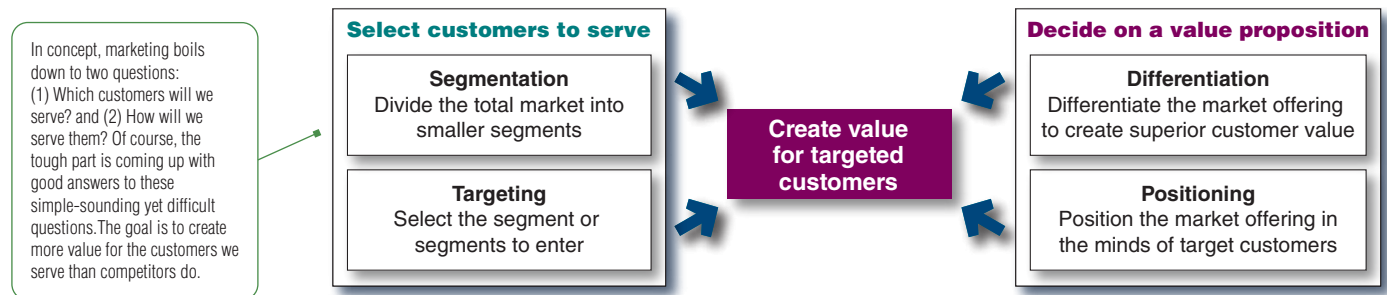 In concept, marketing boils
down to two questions:
(1) Which customers will we
serve? and (2) How will we
serve them? Of course, the
tough part is coming up with
good answers to these
simple-sounding yet difficult
questions.The goal is to create
more value for the customers we
serve than competitors do.
Select customers to serve
Segmentation
Divide the total market into
smaller segments
Targeting
Select the segment or
segments to enter
Create value
for targeted
customers
Decide on a value proposition
Differentiation
Differentiate the market offering
to create superior customer value
Positioning
Position the market offering in
the minds of target customers